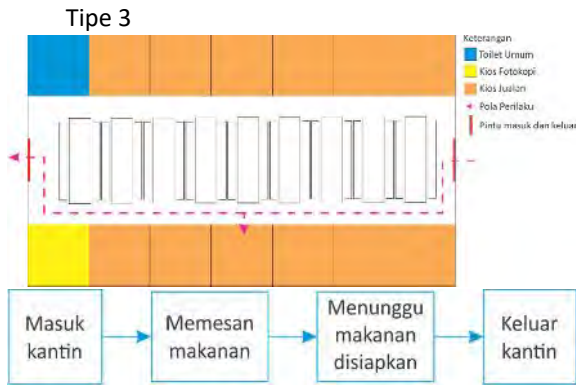 Tipe 3
Keterangan
Toilet Umum
Kios Fotokopi
Kios Jualan
Pola Perilaku
Pintu masuk dan keluar
Masuk
kantin
Memesan
makanan
Menunggu
makanan
disiapkan
Keluar
kantin